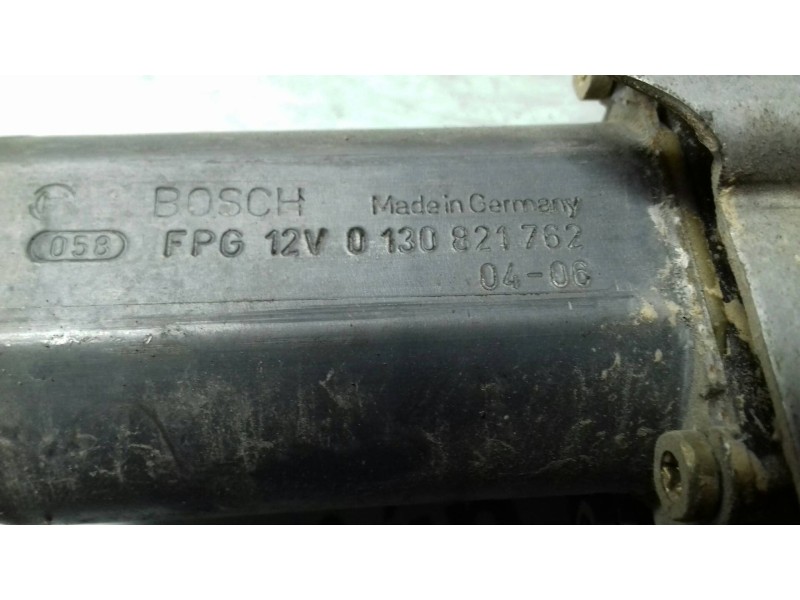 BOSCH Made in Germany
058 FPG 12V 0 130 821 762
04-06